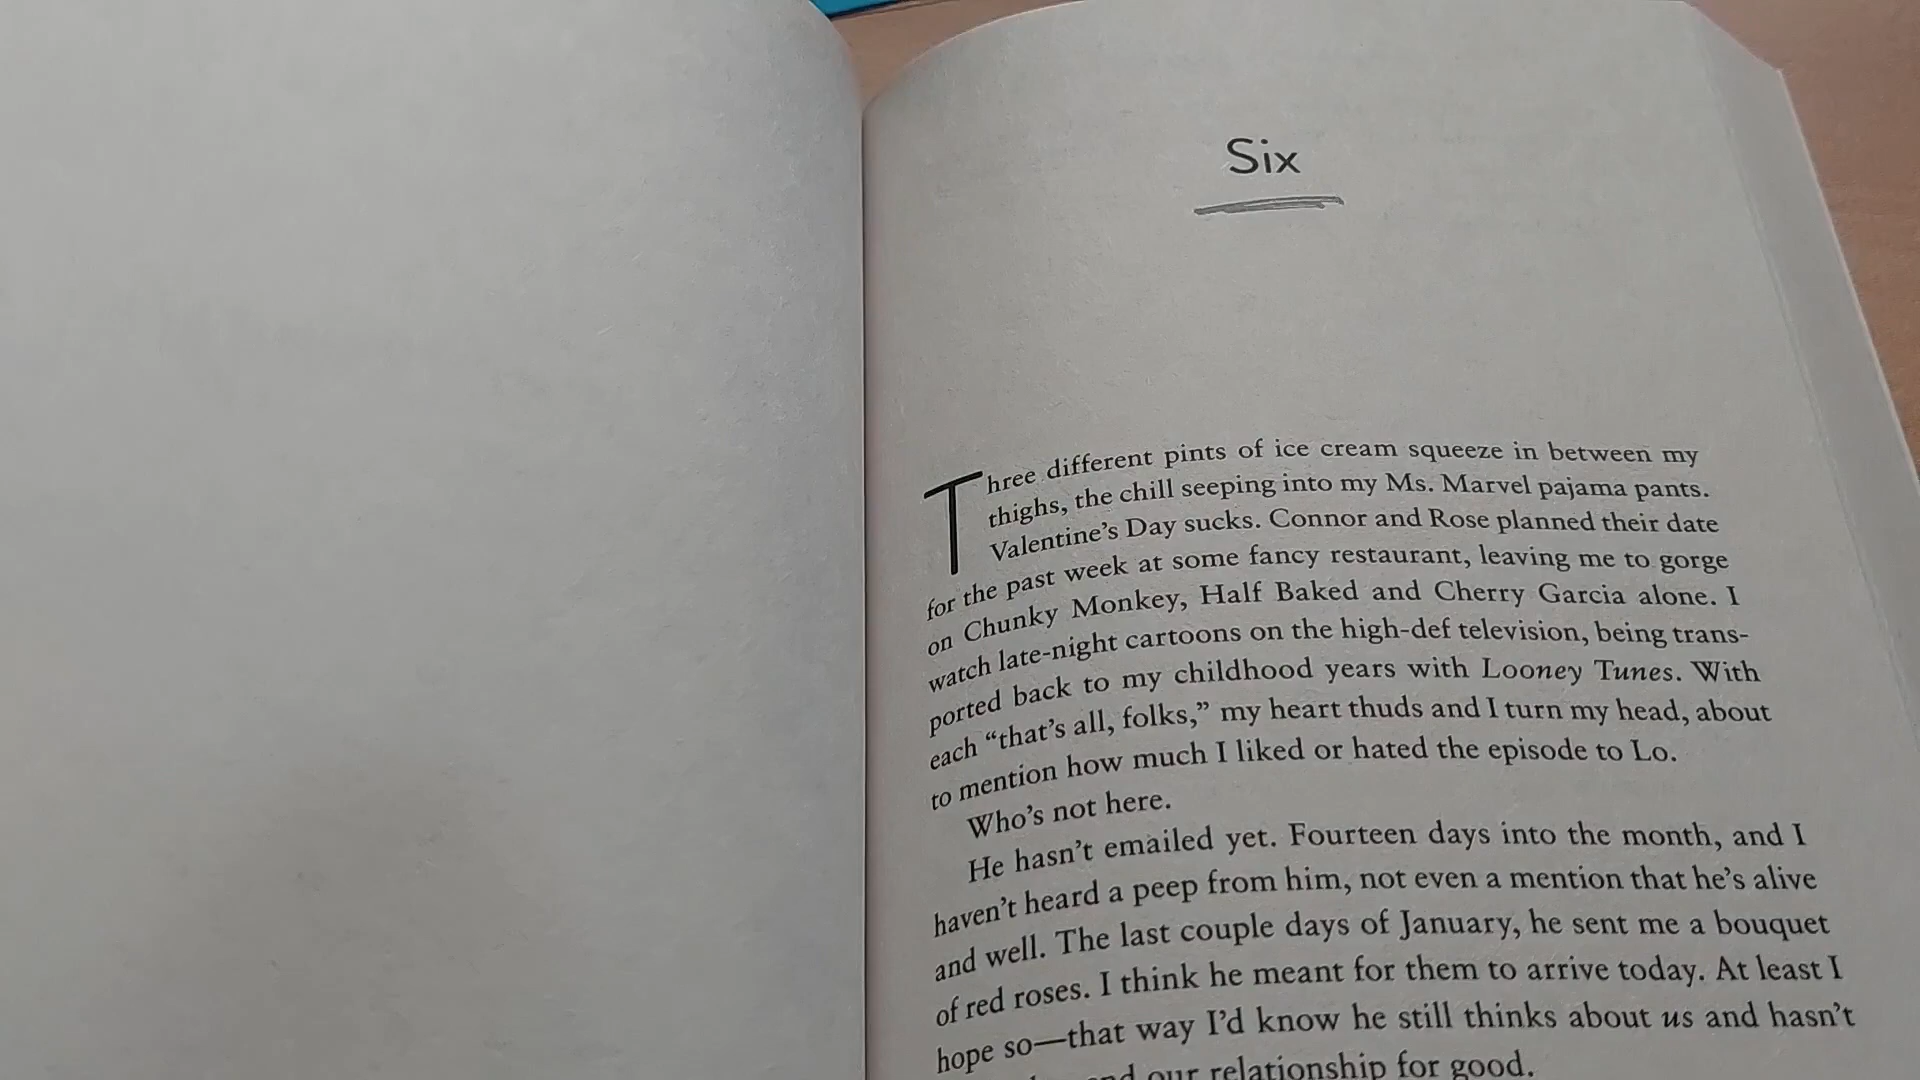 Six
Three different pints of ice cream squeeze in between my
thighs, the chill seeping into my Ms. Marvel pajama pants.
Valentine’s Day sucks. Connor and Rose planned their date
for the past week at some fancy restaurant, leaving me to gorge
on Chunky Monkey, Half Baked and Cherry Garcia alone. I
watch late-night cartoons on the high-def television, being trans-
ported back to my childhood years with Looney Tunes. With
each “that’s all, folks,” my heart thuds and I turn my head, about
to mention how much I liked or hated the episode to Lo.
Who’s not here.
He hasn’t emailed yet. Fourteen days into the month, and I
haven’t heard a peep from him, not even a mention that he’s alive
and well. The last couple days of January, he sent me a bouquet
of red roses. I think he meant for them to arrive today. At least I
hope so—that way I’d know he still thinks about us and hasn’t
our relationship for good.